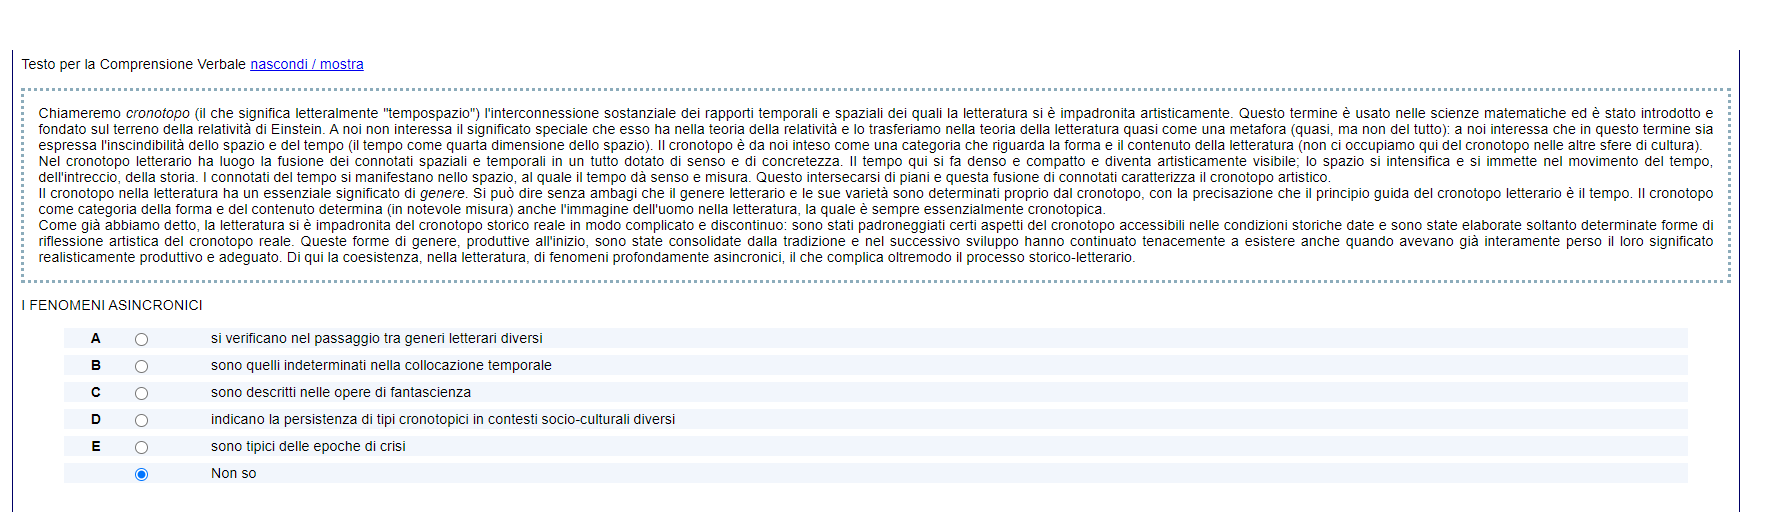 Testo per la Comprensione Verbale nascondi / mostra
Chiameremo cronotopo (il che significa letteralmente "tempospazio") l'interconnessione sostanziale dei rapporti temporali e spaziali dei quali la letteratura si è impadronita artisticamente. Questo termine è usato nelle scienze matematiche ed è stato introdotto e
fondato sul terreno della relatività di Einstein. A noi non interessa il significato speciale che esso ha nella teoria della relatività e lo trasferiamo nella teoria della letteratura quasi come una metafora (quasi, ma non del tutto): a noi interessa che in questo termine sia
espressa l'inscindibilità dello spazio e del tempo (il tempo come quarta dimensione dello spazio). Il cronotopo è da noi inteso come una categoria che riguarda la forma e il contenuto della letteratura (non ci occupiamo qui del cronotopo nelle altre sfere di cultura).
Nel cronotopo letterario ha luogo la fusione dei connotati spaziali e temporali in un tutto dotato di senso e di concretezza. Il tempo qui si fa denso e compatto e diventa artisticamente visibile; lo spazio si intensifica e si immette nel movimento del tempo,
dell'intreccio, della storia. I connotati del tempo si manifestano nello spazio, al quale il tempo dà senso e misura. Questo intersecarsi di piani e questa fusione di connotati caratterizza il cronotopo artistico.
Il cronotopo nella letteratura ha un essenziale significato di genere. Si può dire senza ambagi che il genere letterario e le sue varietà sono determinati proprio dal cronotopo, con la precisazione che il principio guida del cronotopo letterario è il tempo. Il cronotopo
come categoria della forma e del contenuto determina (in notevole misura) anche l'immagine dell'uomo nella letteratura, la quale è sempre essenzialmente cronotopica.
Come già abbiamo detto, la letteratura si è impadronita del cronotopo storico reale in modo complicato e discontinuo: sono stati padroneggiati certi aspetti del cronotopo accessibili nelle condizioni storiche date e sono state elaborate soltanto determinate forme di
riflessione artistica del cronotopo reale. Queste forme di genere, produttive all'inizio, sono state consolidate dalla tradizione e nel successivo sviluppo hanno continuato tenacemente a esistere anche quando avevano già interamente perso il loro significato
realisticamente produttivo e adeguato. Di qui la coesistenza, nella letteratura, di fenomeni profondamente asincronici, il che complica oltremodo il processo storico-letterario.
I FENOMENI ASINCRONICI
A si verificano nel passaggio tra generi letterari diversi
B sono quelli indeterminati nella collocazione temporale
C sono descritti nelle opere di fantascienza
D indicano la persistenza di tipi cronotopici in contesti socio-culturali diversi
E sono tipici delle epoche di crisi
Non so